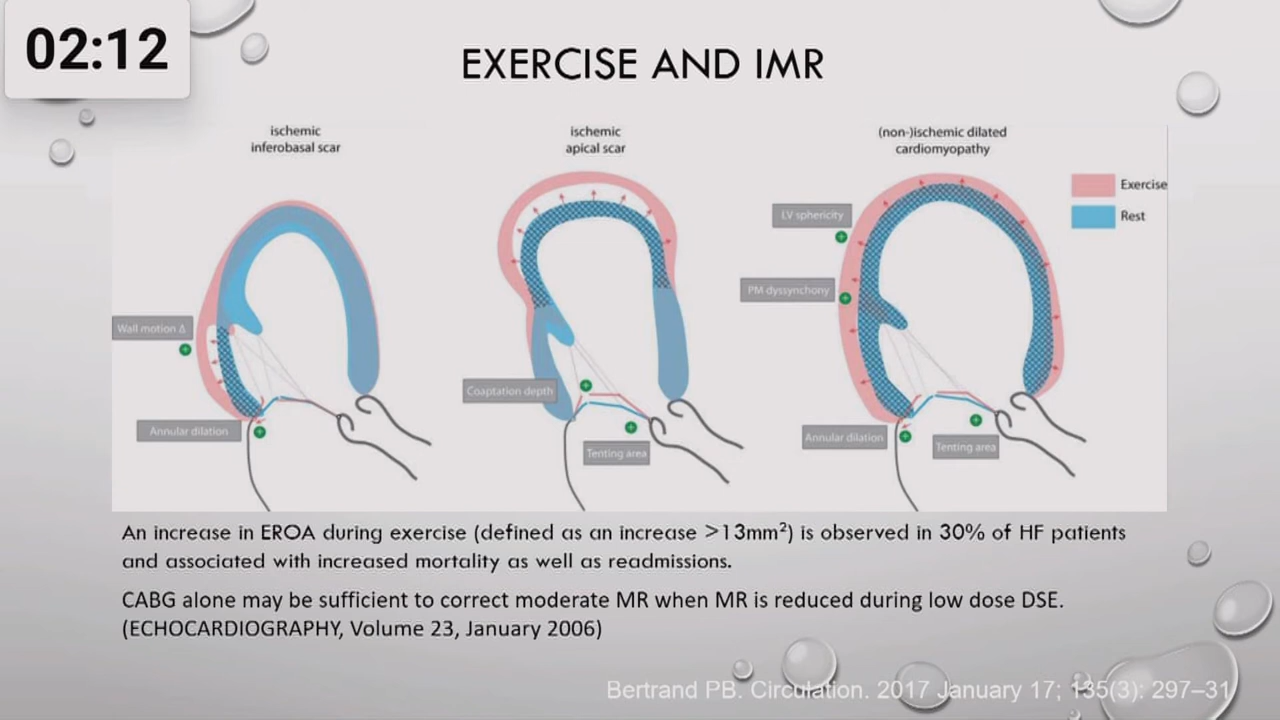 02:12
EXERCISE AND IMR
ischemic
inferobasal scar
ischemic
apical scar
(non-)ischemic dilated
cardiomyopathy
Exercise
Rest
LV sphericity
PM dyssynchony
Wall motion Δ
Coaptation depth
Annular dilation
Tenting area
Annular dilation
Tenting area
An increase in EROA during exercise (defined as an increase >13mm²) is observed in 30% of HF patients
and associated with increased mortality as well as readmissions.
CABG alone may be sufficient to correct moderate MR when MR is reduced during low dose DSE.
(ECHOCARDIOGRAPHY, Volume 23, January 2006)
Bertrand PB. Circulation. 2017 January 17; 135(3): 297–31